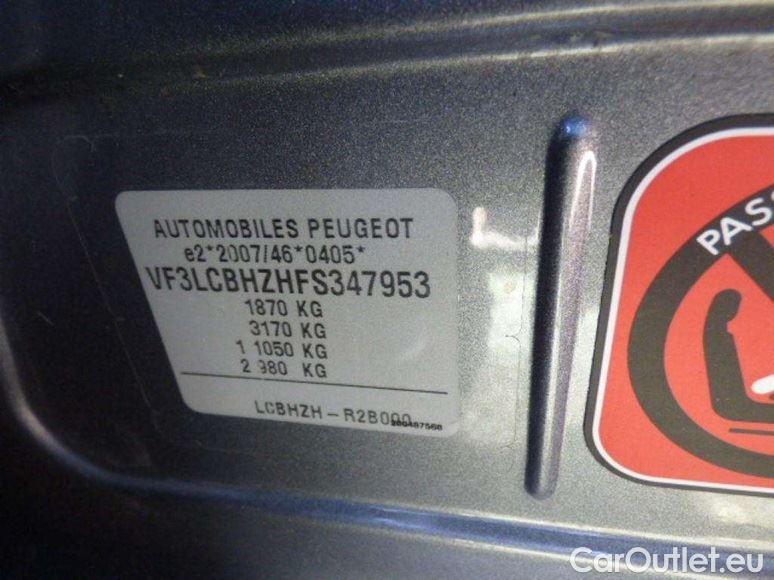 AUTOMOBILES PEUGEOT
e2*2007/46*0405*
VF3LCBHZHFS347953
1870 KG
3170 KG
1 1050 KG
2 980 KG
LCBHZH-R2B000
PASS
CarOutlet.eu